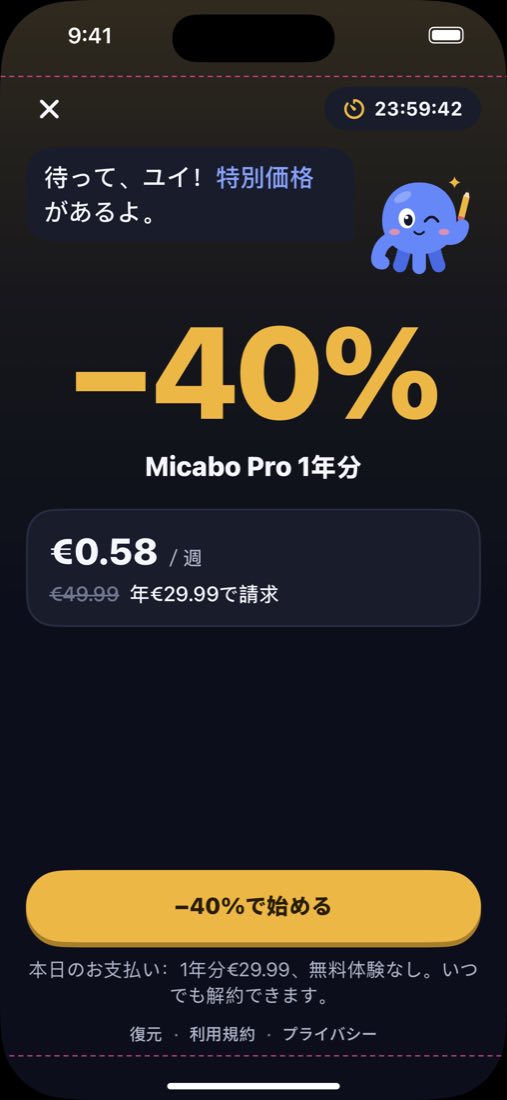 9:41
23:59:42
待って、ユイ！特別価格
があるよ。
−40%
Micabo Pro 1年分
€0.58 / 週
€49.99 年€29.99で請求
−40%で始める
本日のお支払い：1年分€29.99、無料体験なし。いつ
でも解約できます。
復元 · 利用規約 · プライバシー